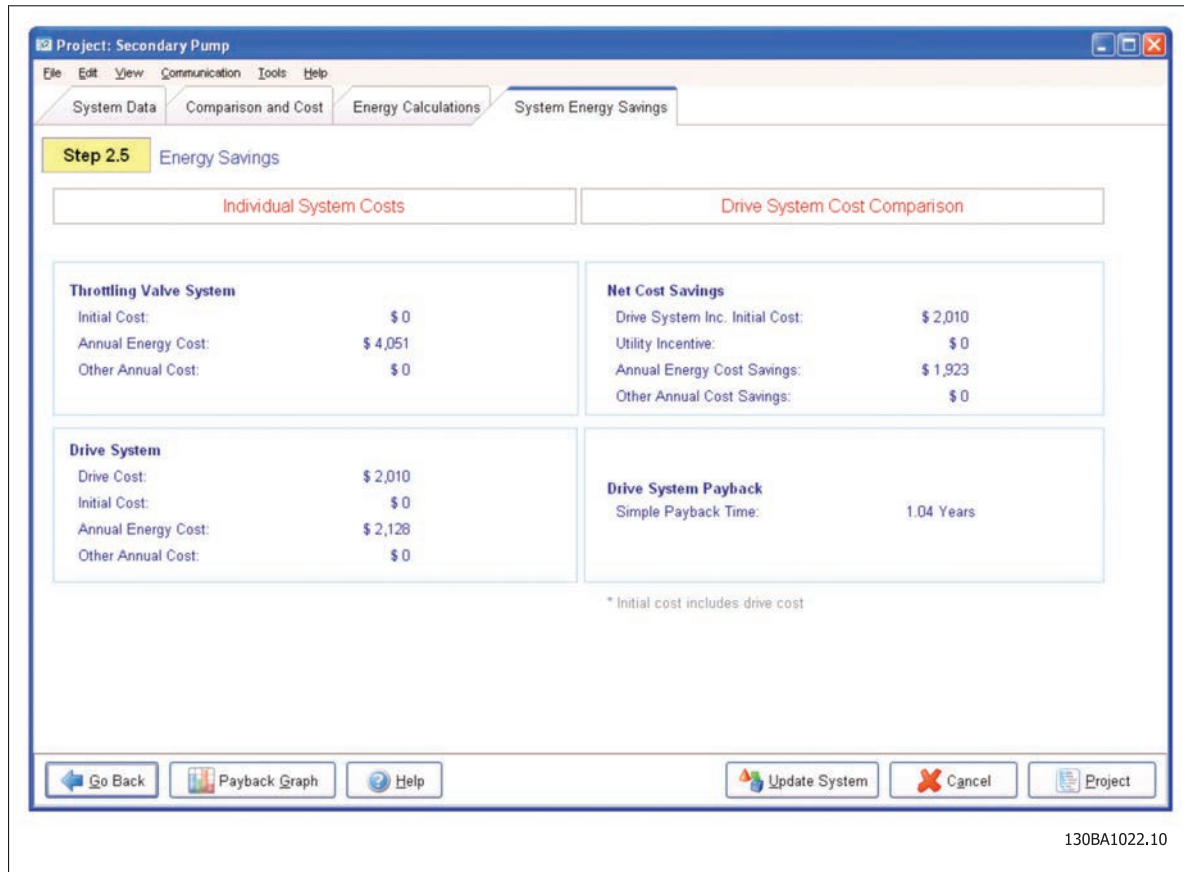 Project: Secondary Pump
File Edit View Communication Tools Help
System Data Comparison and Cost Energy Calculations System Energy Savings
Step 2.5 Energy Savings
Individual System Costs Drive System Cost Comparison
Throttling Valve System
Initial Cost: $ 0
Annual Energy Cost: $ 4,051
Other Annual Cost: $ 0
Net Cost Savings
Drive System Inc. Initial Cost: $ 2,010
Utility Incentive: $ 0
Annual Energy Cost Savings: $ 1,923
Other Annual Cost Savings: $ 0
Drive System
Drive Cost: $ 2,010
Initial Cost: $ 0
Annual Energy Cost: $ 2,128
Other Annual Cost: $ 0
Drive System Payback
Simple Payback Time: 1.04 Years
* Initial cost includes drive cost
Go Back Payback Graph Help Update System Cancel Project
130BA1022.10